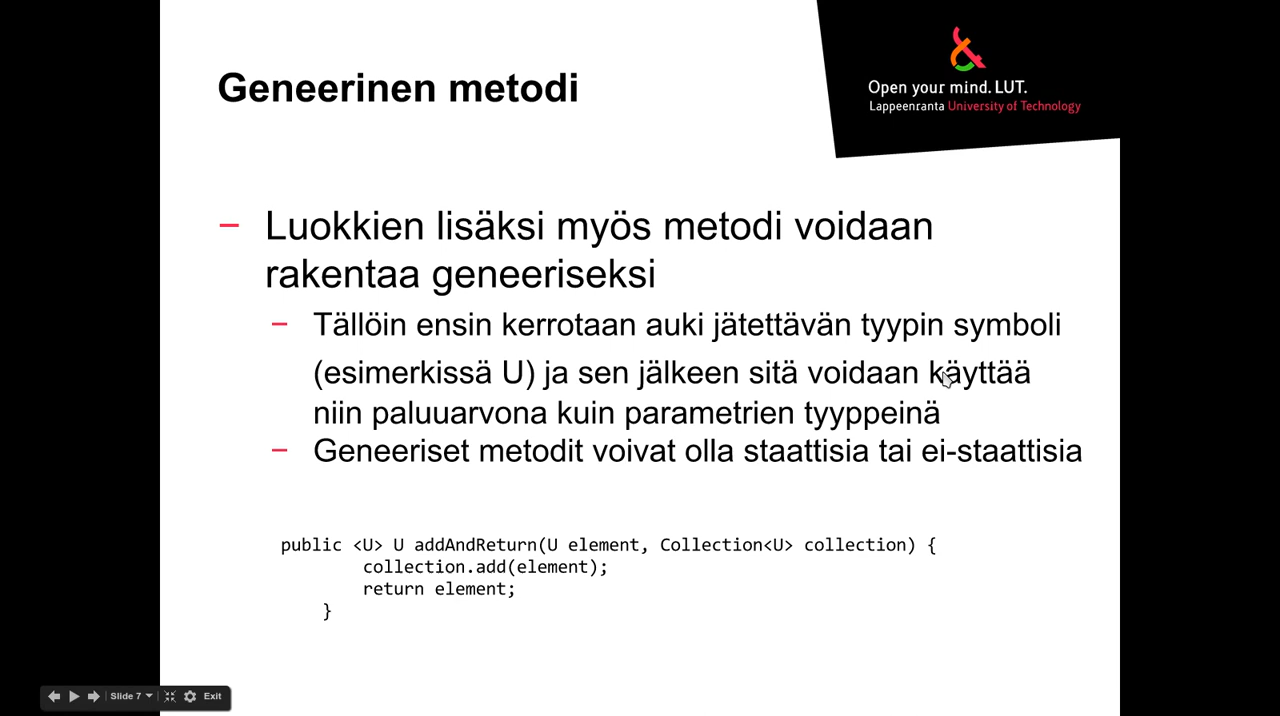 Geneerinen metodi
Open your mind. LUT.
Lappeenranta University of Technology
− Luokkien lisäksi myös metodi voidaan
rakentaa geneeriseksi
− Tällöin ensin kerrotaan auki jätettävän tyypin symboli
(esimerkissä U) ja sen jälkeen sitä voidaan käyttää
niin paluuarvona kuin parametrien tyyppeinä
− Geneeriset metodit voivat olla staattisia tai ei-staattisia
public <U> U addAndReturn(U element, Collection<U> collection) {
collection.add(element);
return element;
}
Slide 7 Exit